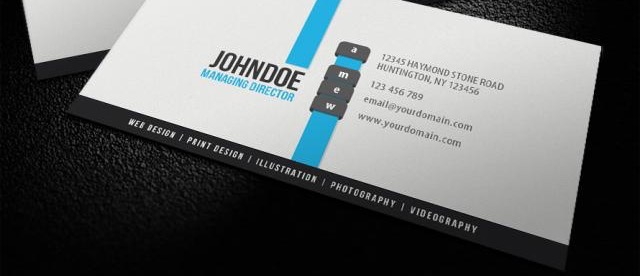 JOHNDOE
MANAGING DIRECTOR
a
12345 HAYMOND STONE ROAD
HUNTINGTON, NY 123456
m
123 456 789
e
email@yourdomain.com
w
www.yourdomain.com
WEB DESIGN | PRINT DESIGN | ILLUSTRATION | PHOTOGRAPHY | VIDEOGRAPHY